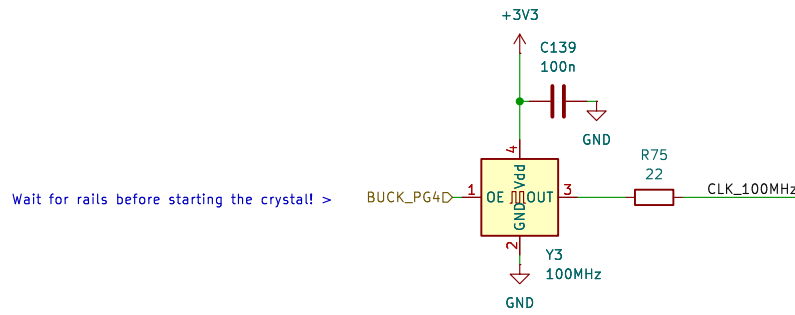 +3V3
C139
100n
GND
R75
22
4
Vdd
Wait for rails before starting the crystal! >
BUCK_PG4
1
OE
OUT
3
CLK_100MHz
GND
2
Y3
100MHz
GND